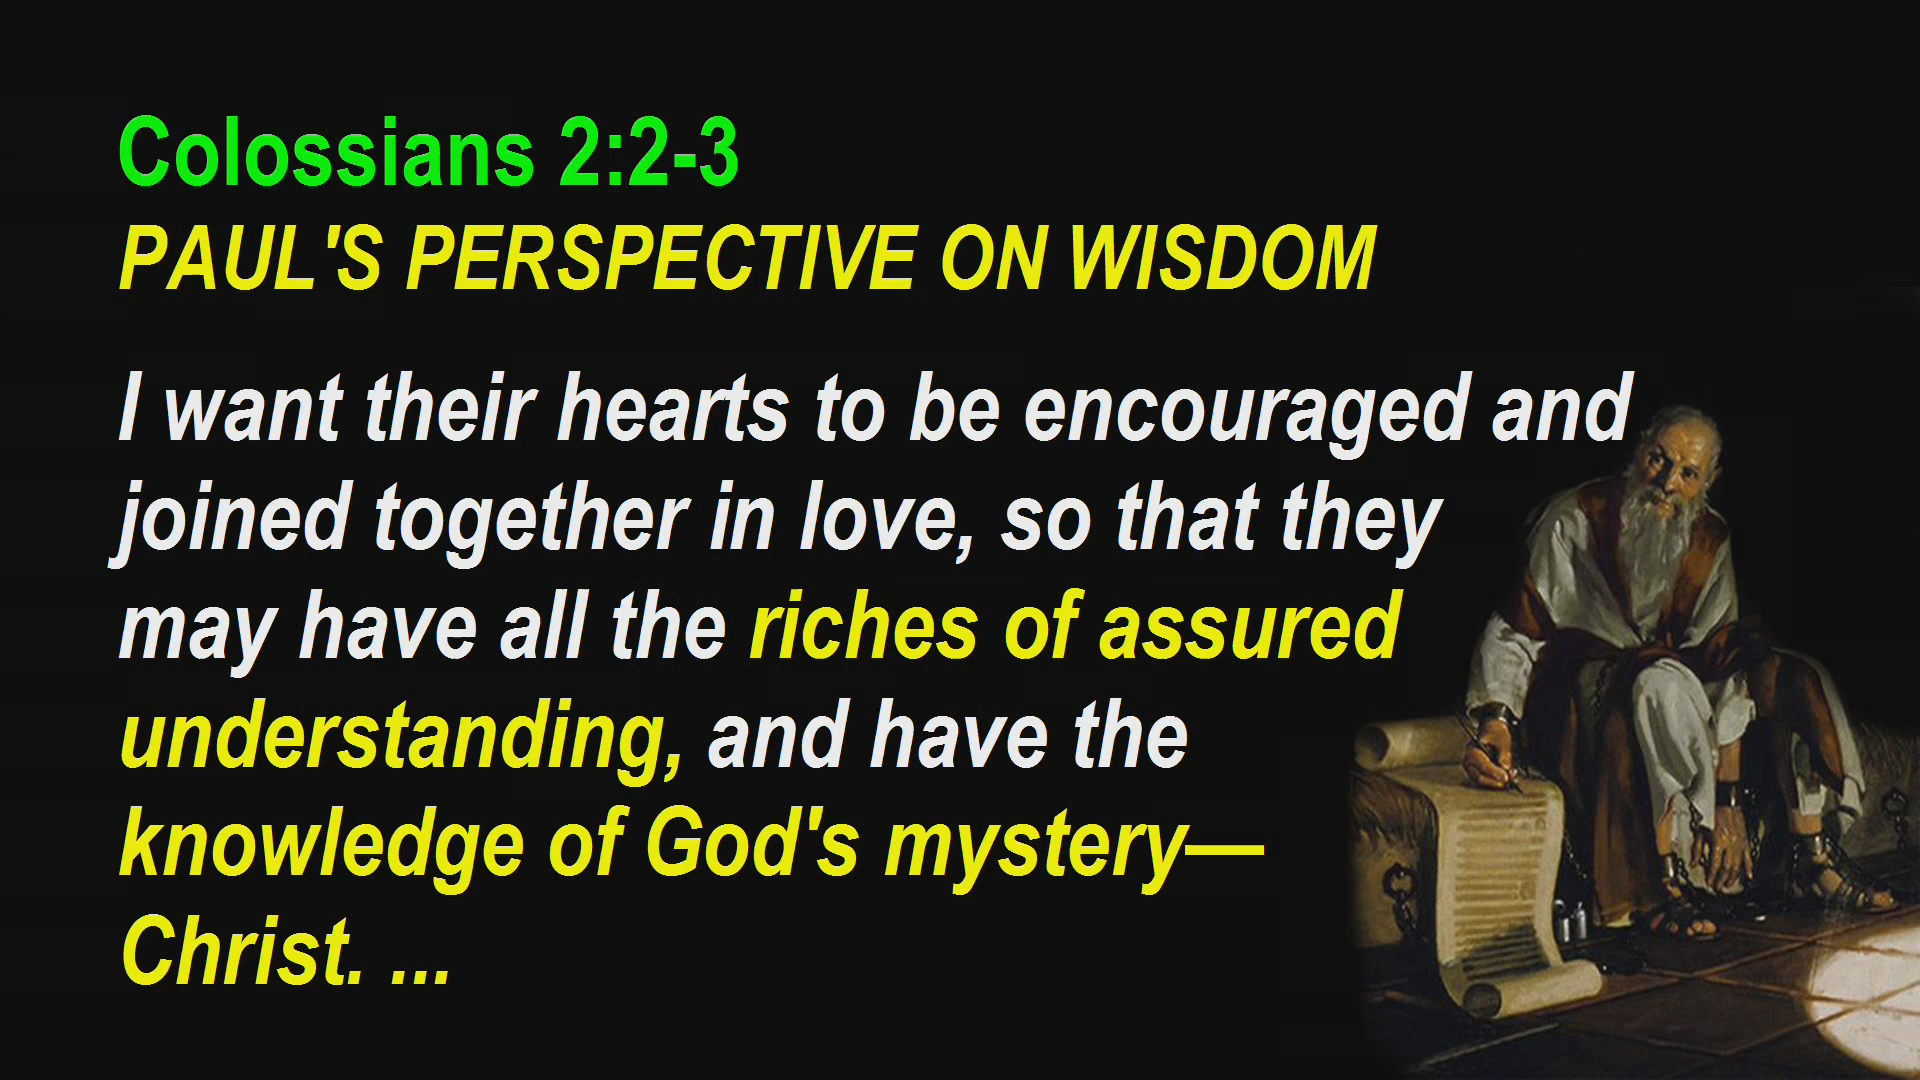 Colossians 2:2-3
PAUL'S PERSPECTIVE ON WISDOM
I want their hearts to be encouraged and
joined together in love, so that they
may have all the riches of assured
understanding, and have the
knowledge of God's mystery—
Christ. ...